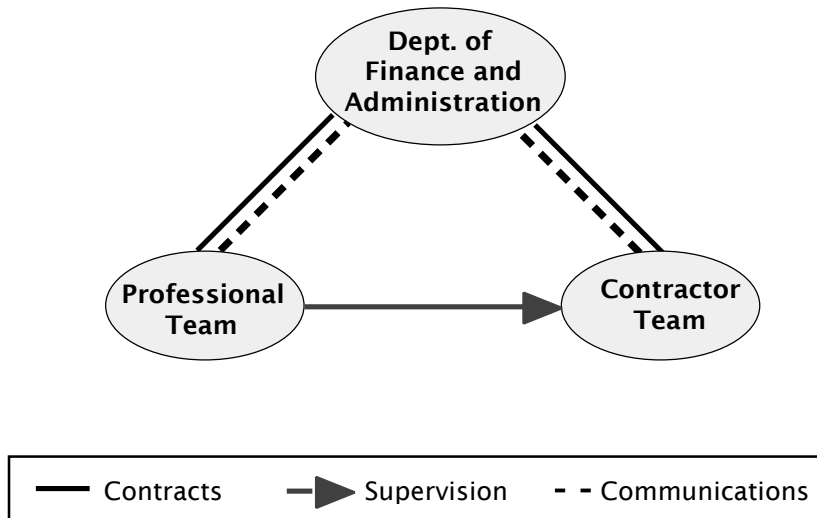 Dept. of
Finance and
Administration
Professional
Team
Contractor
Team
Contracts
Supervision
Communications